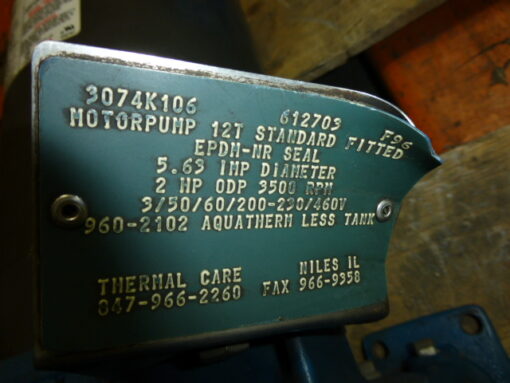 3074K106 612703 F96
MOTORPUMP 12T STANDARD FITTED
EPDM-NR SEAL
5.63 IMP DIAMETER
2 HP ODP 3500 RPM
3/50/60/200-230/460V
960-2102 AQUATHERM LESS TANK
THERMAL CARE NILES IL
847-966-2260 FAX 966-9358